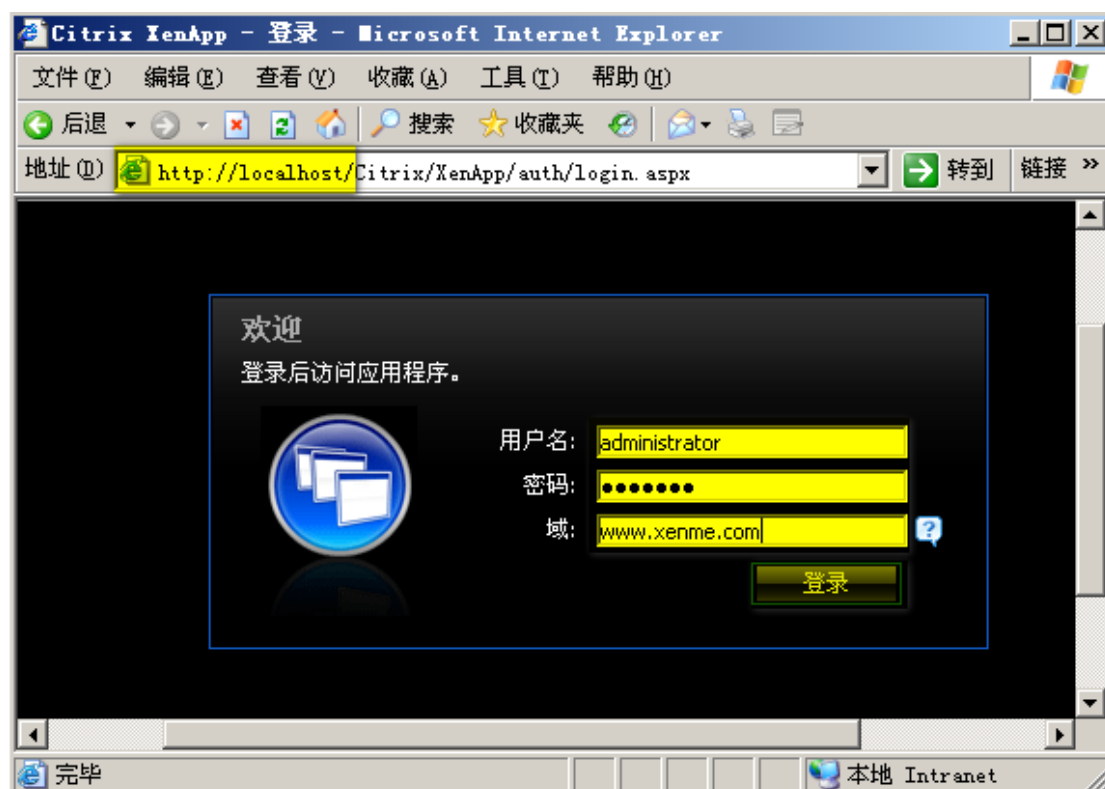 Citrix XenApp - 登录 - Microsoft Internet Explorer
文件(F) 编辑(E) 查看(V) 收藏(A) 工具(T) 帮助(H)
后退 搜索 收藏夹
地址(D) http://localhost/Citrix/XenApp/auth/login.aspx 转到 链接 »
欢迎
登录后访问应用程序。
用户名: administrator
密码: •••••••
域: www.xenme.com
登录
完毕 本地 Intranet